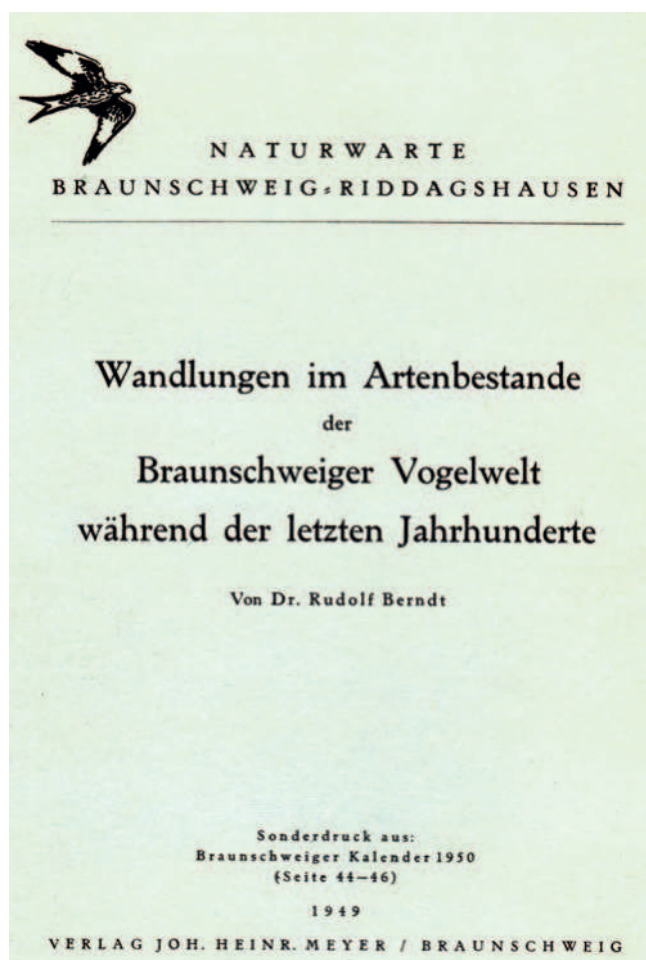 NATURWARTE
BRAUNSCHWEIG-RIDDAGSHAUSEN
Wandlungen im Artenbestande
der
Braunschweiger Vogelwelt
während der letzten Jahrhunderte
Von Dr. Rudolf Berndt
Sonderdruck aus:
Braunschweiger Kalender 1950
(Seite 44–46)
1949
VERLAG JOH. HEINR. MEYER / BRAUNSCHWEIG